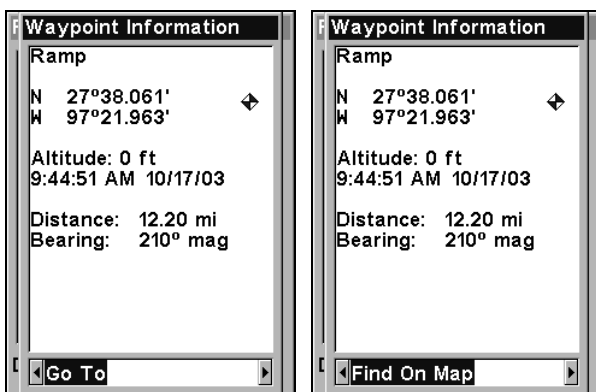 Waypoint Information
Ramp
N 27º38.061'
W 97º21.963'
Altitude: 0 ft
9:44:51 AM 10/17/03
Distance: 12.20 mi
Bearing: 210º mag
Go To
Waypoint Information
Ramp
N 27º38.061'
W 97º21.963'
Altitude: 0 ft
9:44:51 AM 10/17/03
Distance: 12.20 mi
Bearing: 210º mag
Find On Map